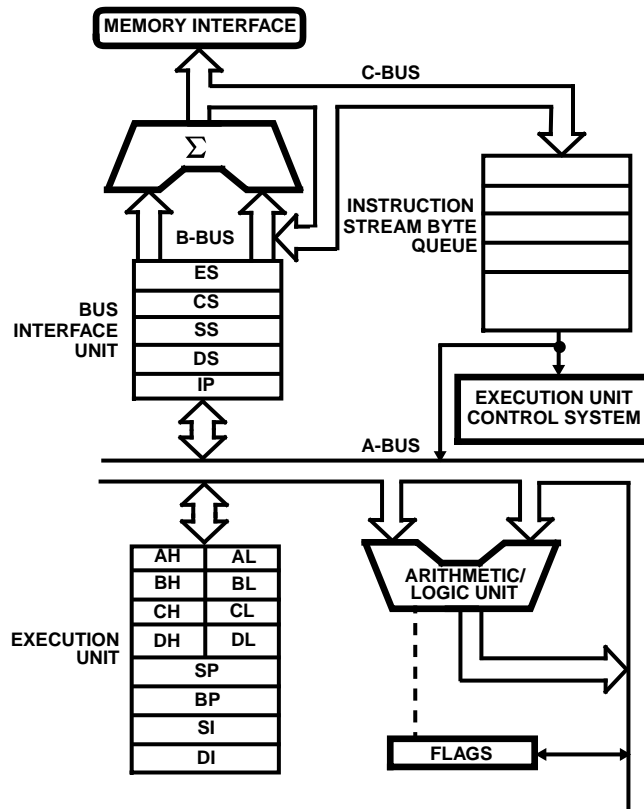 MEMORY INTERFACE
C-BUS
Σ
INSTRUCTION
STREAM BYTE
QUEUE
B-BUS
ES
CS
SS
DS
IP
BUS
INTERFACE
UNIT
EXECUTION UNIT
CONTROL SYSTEM
A-BUS
AH AL
BH BL
CH CL
DH DL
SP
BP
SI
DI
EXECUTION
UNIT
ARITHMETIC/
LOGIC UNIT
FLAGS